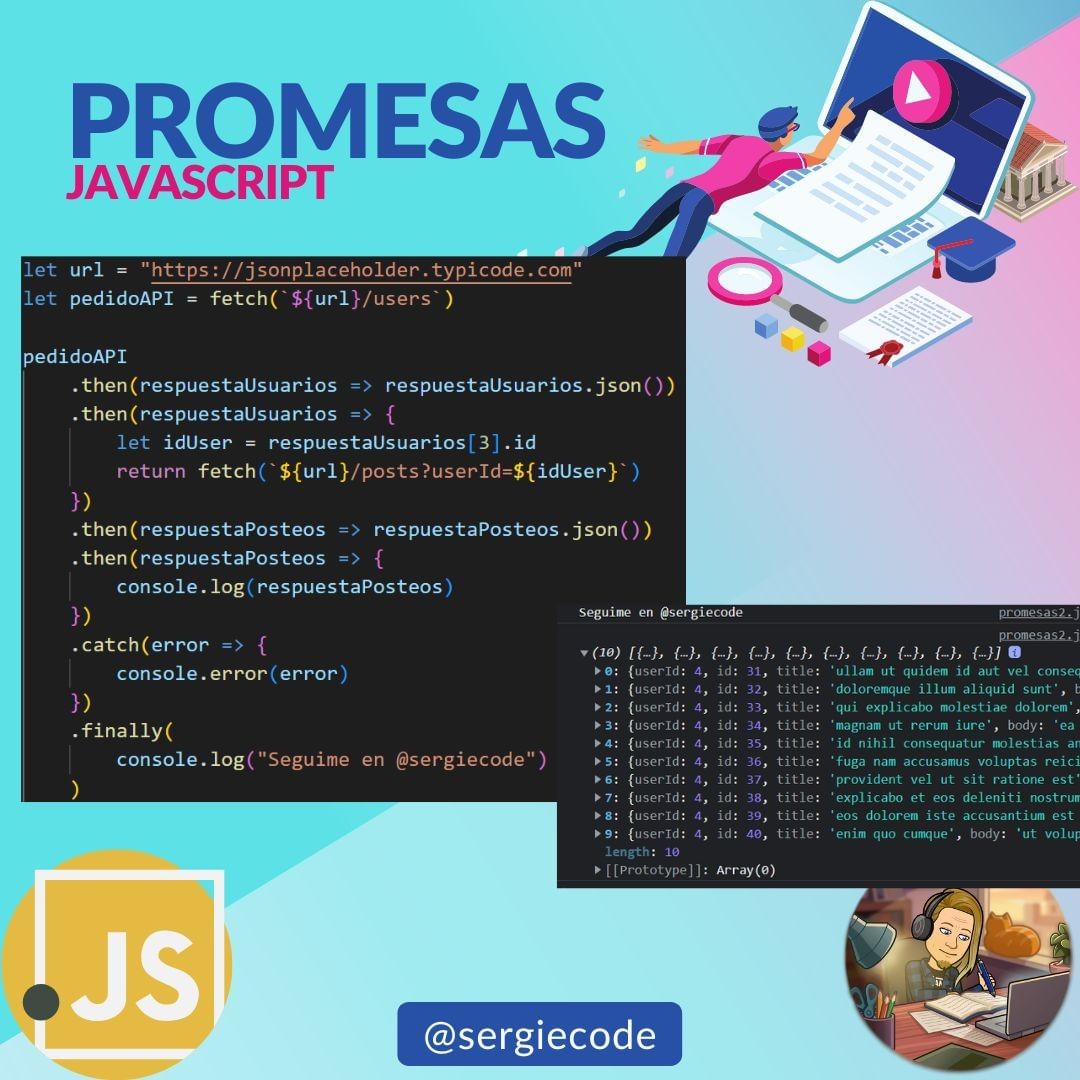 PROMESAS
JAVASCRIPT
let url = "https://jsonplaceholder.typicode.com"
let pedidoAPI = fetch(`${url}/users`)
pedidoAPI
.then(respuestaUsuarios => respuestaUsuarios.json())
.then(respuestaUsuarios => {
let idUser = respuestaUsuarios[3].id
return fetch(`${url}/posts?userId=${idUser}`)
})
.then(respuestaPosteos => respuestaPosteos.json())
.then(respuestaPosteos => {
console.log(respuestaPosteos)
})
.catch(error => {
console.error(error)
})
.finally(
console.log("Seguime en @sergiecode")
)
Seguime en @sergiecode promesas2.j
promesas2.j
▼(10) [{…}, {…}, {…}, {…}, {…}, {…}, {…}, {…}, {…}, {…}] i
▶0: {userId: 4, id: 31, title: 'ullam ut quidem id aut vel conseq
▶1: {userId: 4, id: 32, title: 'doloremque illum aliquid sunt', b
▶2: {userId: 4, id: 33, title: 'qui explicabo molestiae dolorem',
▶3: {userId: 4, id: 34, title: 'magnam ut rerum iure', body: 'ea
▶4: {userId: 4, id: 35, title: 'id nihil consequatur molestias an
▶5: {userId: 4, id: 36, title: 'fuga nam accusamus voluptas reici
▶6: {userId: 4, id: 37, title: 'provident vel ut sit ratione est'
▶7: {userId: 4, id: 38, title: 'explicabo et eos deleniti nostrum
▶8: {userId: 4, id: 39, title: 'eos dolorem iste accusantium est
▶9: {userId: 4, id: 40, title: 'enim quo cumque', body: 'ut volup
length: 10
▶[[Prototype]]: Array(0)
.JS
@sergiecode